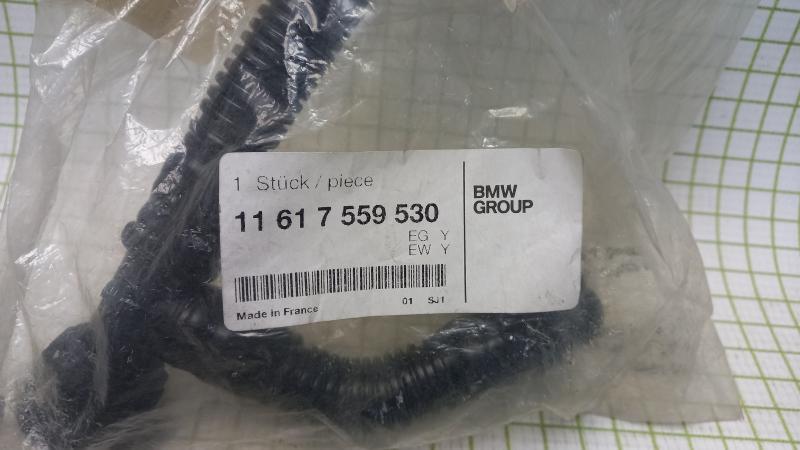 1 Stück / piece
11 61 7 559 530
EG Y
EW Y
01 SJ1
Made in France
BMW
GROUP